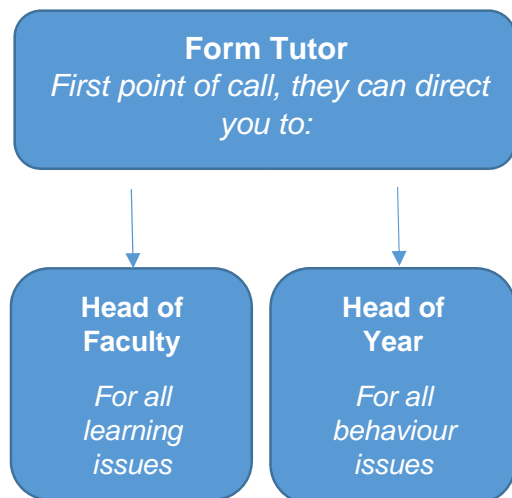 Form Tutor
First point of call, they can direct
you to:
Head of
Faculty
For all
learning
issues
Head of
Year
For all
behaviour
issues